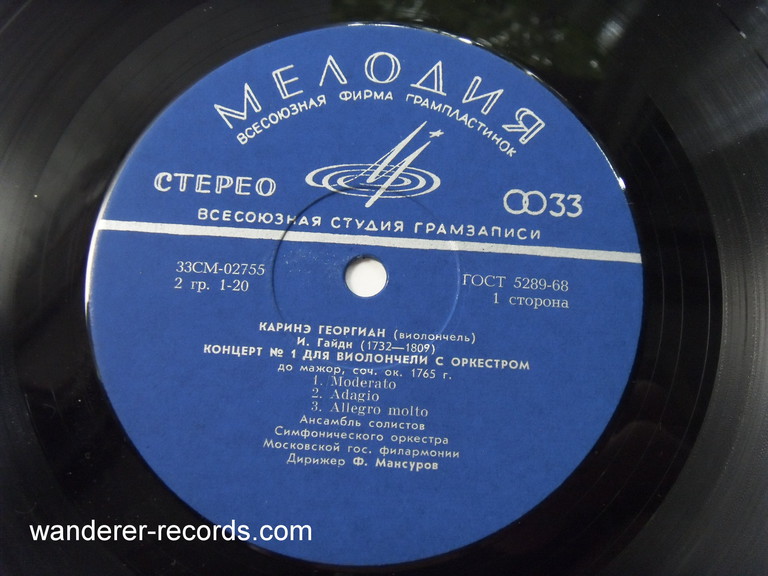 МЕЛОДИЯ
ВСЕСОЮЗНАЯ ФИРМА ГРАМПЛАСТИНОК
СТЕРЕО
33
ВСЕСОЮЗНАЯ СТУДИЯ ГРАМЗАПИСИ
33СМ-02755
ГОСТ 5289-68
2 гр. 1-20
1 сторона
КАРИНЭ ГЕОРГИАН (виолончель)
И. Гайдн (1732—1809)
КОНЦЕРТ № 1 ДЛЯ ВИОЛОНЧЕЛИ С ОРКЕСТРОМ
до мажор, соч. ок. 1765 г.
1. Moderato
2. Adagio
3. Allegro molto
Ансамбль солистов
Симфонического оркестра
Московской гос. филармонии
Дирижер Ф. Мансуров
wanderer-records.com